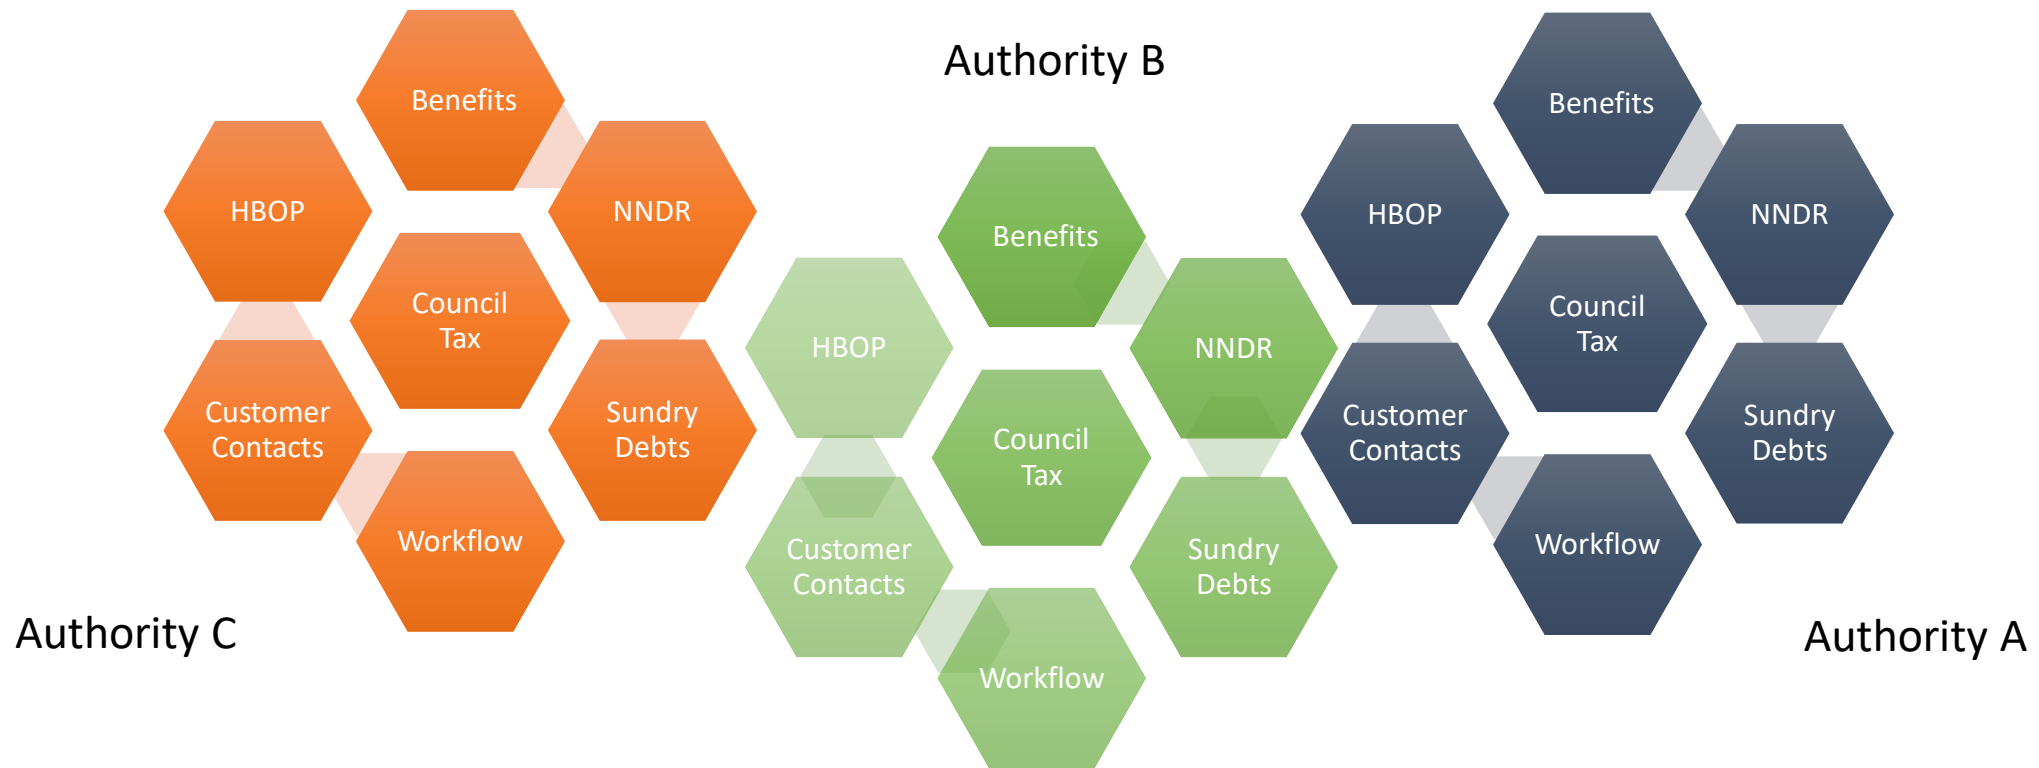 Benefits
HBOP
NNDR
Council
Tax
Customer
Contacts
Sundry
Debts
Workflow
Authority C
Authority B
Benefits
HBOP
NNDR
Council
Tax
Customer
Contacts
Sundry
Debts
Workflow
Benefits
HBOP
NNDR
Council
Tax
Customer
Contacts
Sundry
Debts
Workflow
Authority A